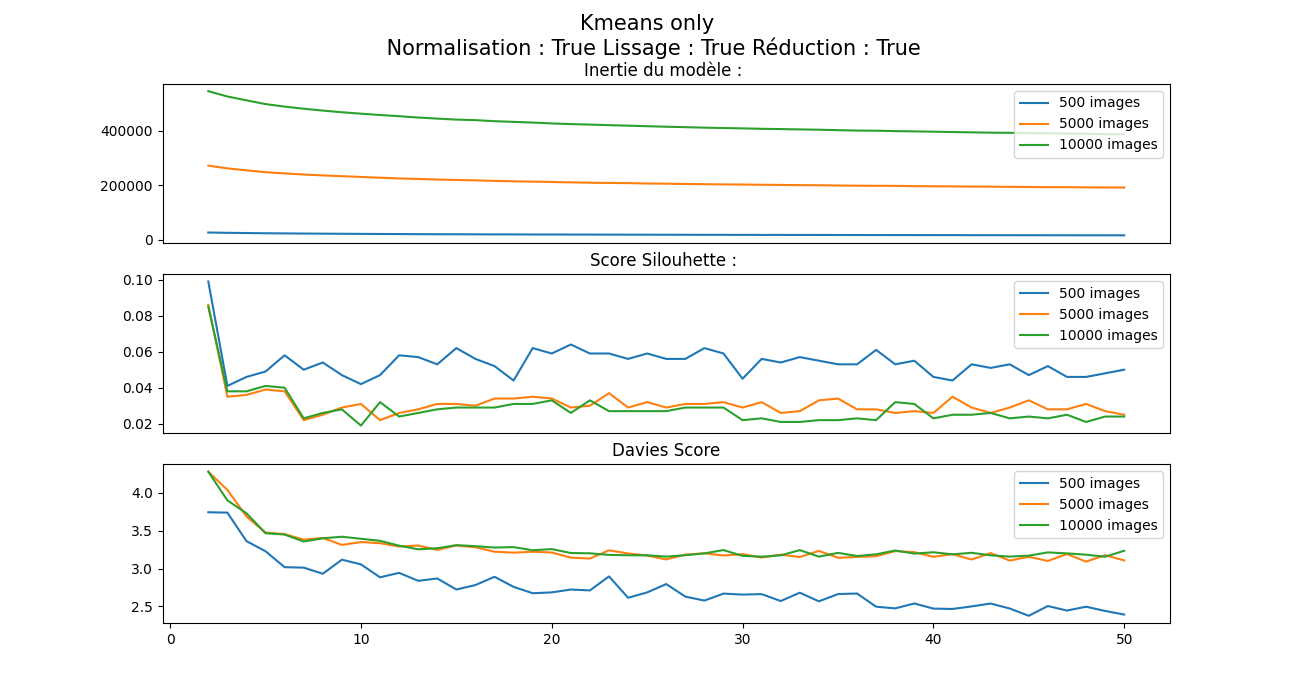 Kmeans only
Normalisation : True Lissage : True Réduction : True
Inertie du modèle :
400000
200000
0
500 images
5000 images
10000 images
Score Silouhette :
0.10
0.08
0.06
0.04
0.02
500 images
5000 images
10000 images
Davies Score
4.0
3.5
3.0
2.5
500 images
5000 images
10000 images
0 10 20 30 40 50